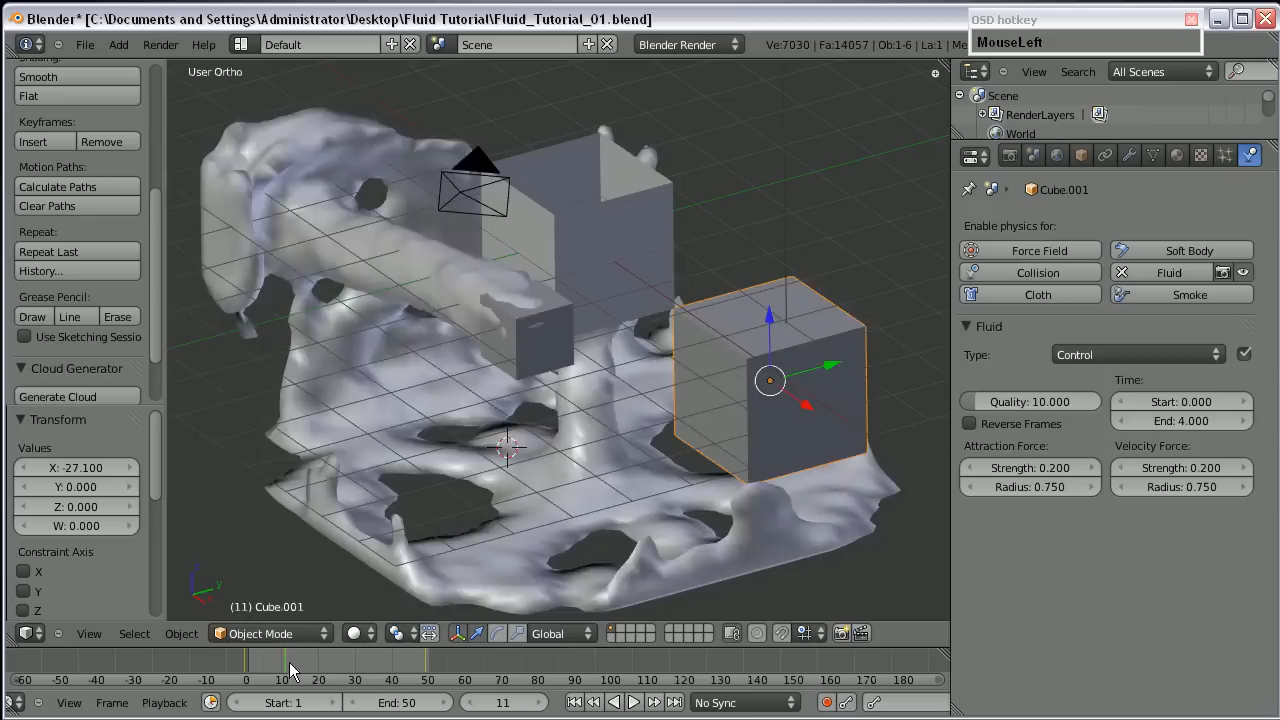 Blender* [C:\Documents and Settings\Administrator\Desktop\Fluid Tutorial\Fluid_Tutorial_01.blend]
OSD hotkey
MouseLeft
File Add Render Help Default Scene Blender Render Ve:7030 | Fa:14057 | Ob:1-6 | La:1 | Me
View Search All Scenes
Scene
RenderLayers |
World
Shading:
Smooth
Flat
Keyframes:
Insert Remove
Motion Paths:
Calculate Paths
Clear Paths
Repeat:
Repeat Last
History...
Grease Pencil:
Draw Line Erase
Use Sketching Sessio
Cloud Generator
Generate Cloud
Transform
Values
X: -27.100
Y: 0.000
Z: 0.000
W: 0.000
Constraint Axis
X
Y
Z
User Ortho
z
y
x
(11) Cube.001
Cube.001
Enable physics for:
Force Field Soft Body
Collision Fluid
Cloth Smoke
Fluid
Type: Control
Time:
Quality: 10.000 Start: 0.000
Reverse Frames End: 4.000
Attraction Force: Velocity Force:
Strength: 0.200 Strength: 0.200
Radius: 0.750 Radius: 0.750
View Select Object Object Mode Global
-60 -50 -40 -30 -20 -10 0 10 20 30 40 50 60 70 80 90 100 110 120 130 140 150 160 170 180
View Frame Playback Start: 1 End: 50 11 No Sync